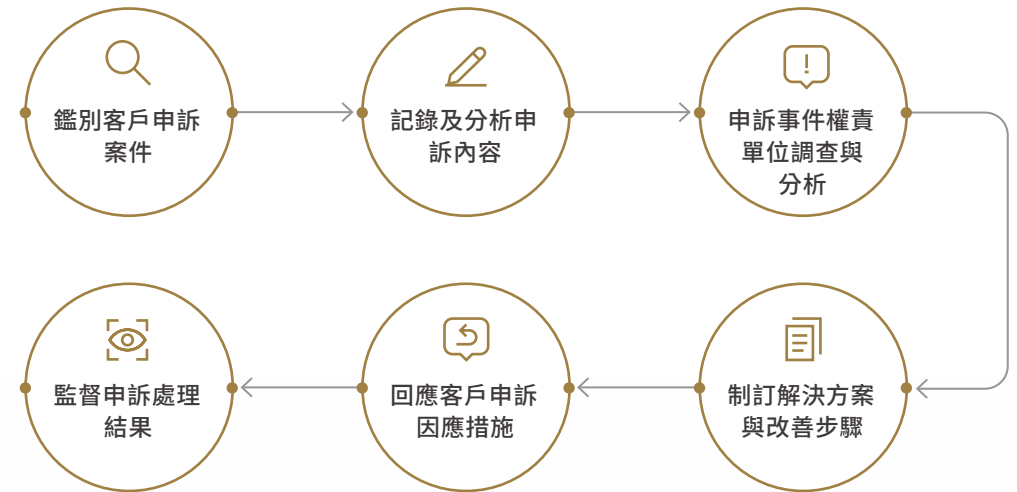 鑑別客戶申訴
案件
記錄及分析申
訴內容
申訴事件權責
單位調查與
分析
制訂解決方案
與改善步驟
回應客戶申訴
因應措施
監督申訴處理
結果